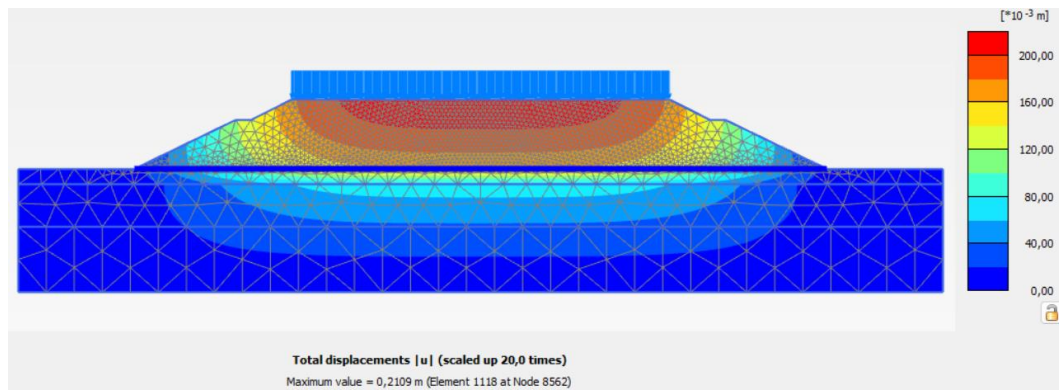 [*10 -3 m]
200,00
160,00
120,00
80,00
40,00
0,00
Total displacements |u| (scaled up 20,0 times)
Maximum value = 0,2109 m (Element 1118 at Node 8562)